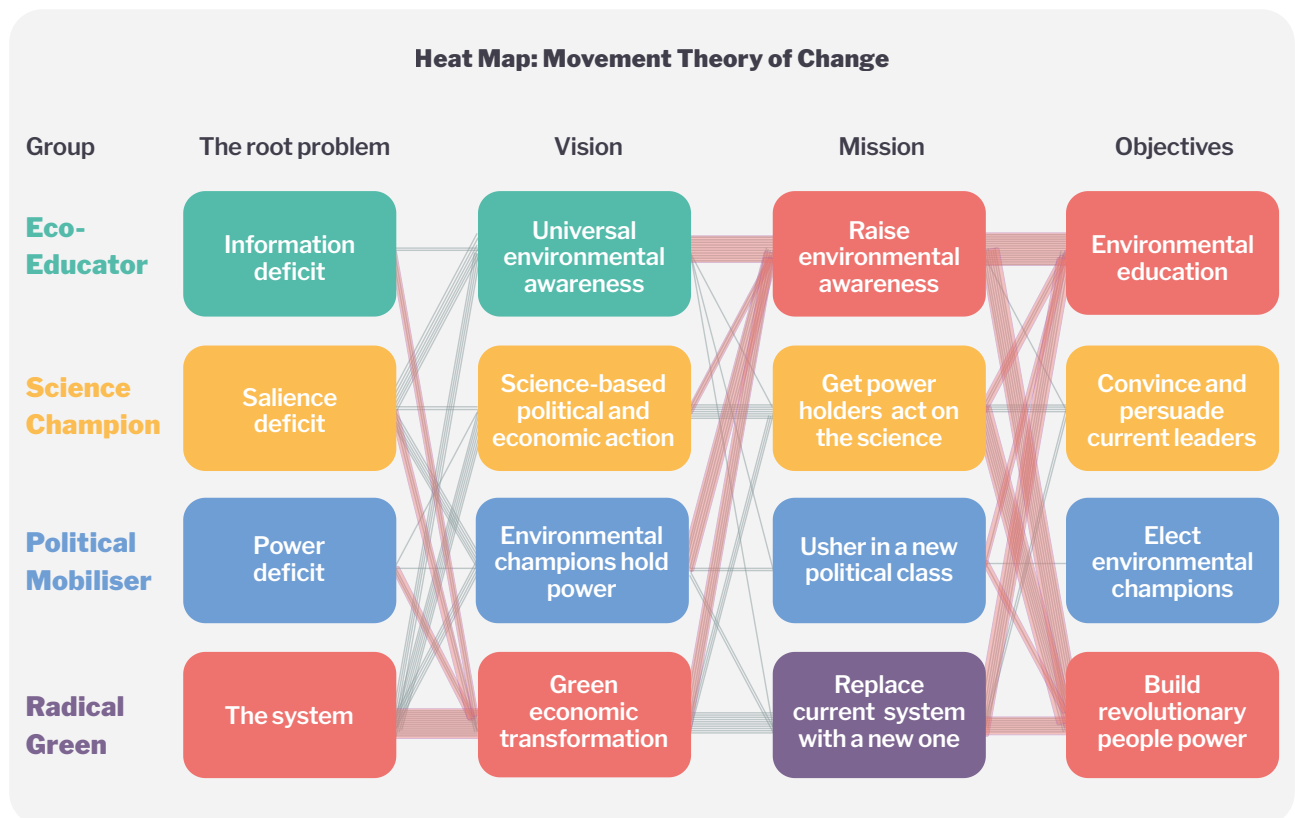 Heat Map: Movement Theory of Change
Group
The root problem
Vision
Mission
Objectives
Eco-
Educator
Information
deficit
Universal
environmental
awareness
Raise
environmental
awareness
Environmental
education
Science
Champion
Salience
deficit
Science-based
political and
economic action
Get power
holders act on
the science
Convince and
persuade
current leaders
Political
Mobiliser
Power
deficit
Environmental
champions hold
power
Usher in a new
political class
Elect
environmental
champions
Radical
Green
The system
Green
economic
transformation
Replace
current system
with a new one
Build
revolutionary
people power